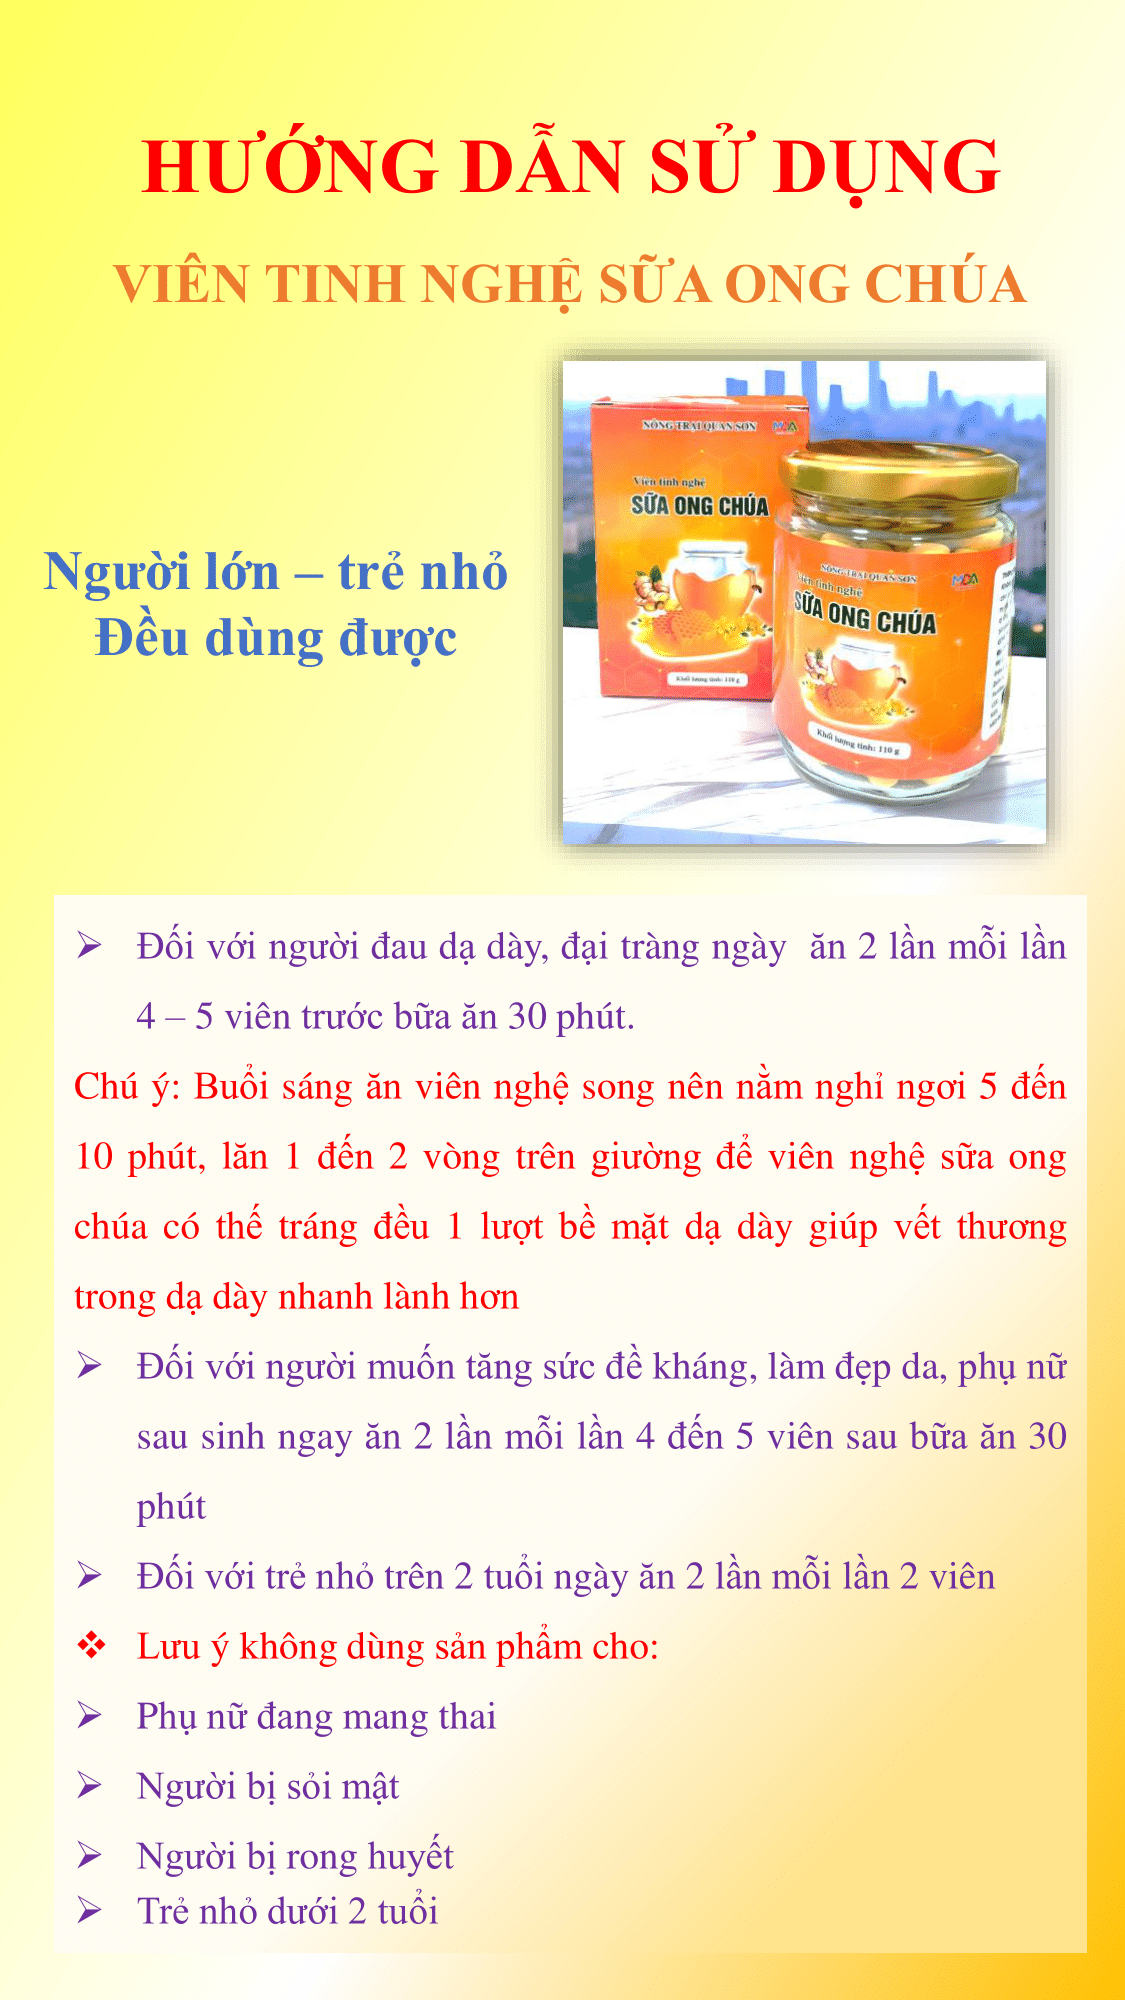 HƯỚNG DẪN SỬ DỤNG
VIÊN TINH NGHỆ SỮA ONG CHÚA
Người lớn – trẻ nhỏ
Đều dùng được
NÔNG TRẠI QUAN SƠN
MDA
Viên tinh nghệ
SỮA ONG CHÚA
Khối lượng tịnh: 110 g
NÔNG TRẠI QUAN SƠN
MDA
Viên tinh nghệ
SỮA ONG CHÚA
Khối lượng tịnh: 110 g
Đối với người đau dạ dày, đại tràng ngày ăn 2 lần mỗi lần
4 – 5 viên trước bữa ăn 30 phút.
Chú ý: Buổi sáng ăn viên nghệ song nên nằm nghỉ ngơi 5 đến
10 phút, lăn 1 đến 2 vòng trên giường để viên nghệ sữa ong
chúa có thế tráng đều 1 lượt bề mặt dạ dày giúp vết thương
trong dạ dày nhanh lành hơn
Đối với người muốn tăng sức đề kháng, làm đẹp da, phụ nữ
sau sinh ngay ăn 2 lần mỗi lần 4 đến 5 viên sau bữa ăn 30
phút
Đối với trẻ nhỏ trên 2 tuổi ngày ăn 2 lần mỗi lần 2 viên
Lưu ý không dùng sản phẩm cho:
Phụ nữ đang mang thai
Người bị sỏi mật
Người bị rong huyết
Trẻ nhỏ dưới 2 tuổi